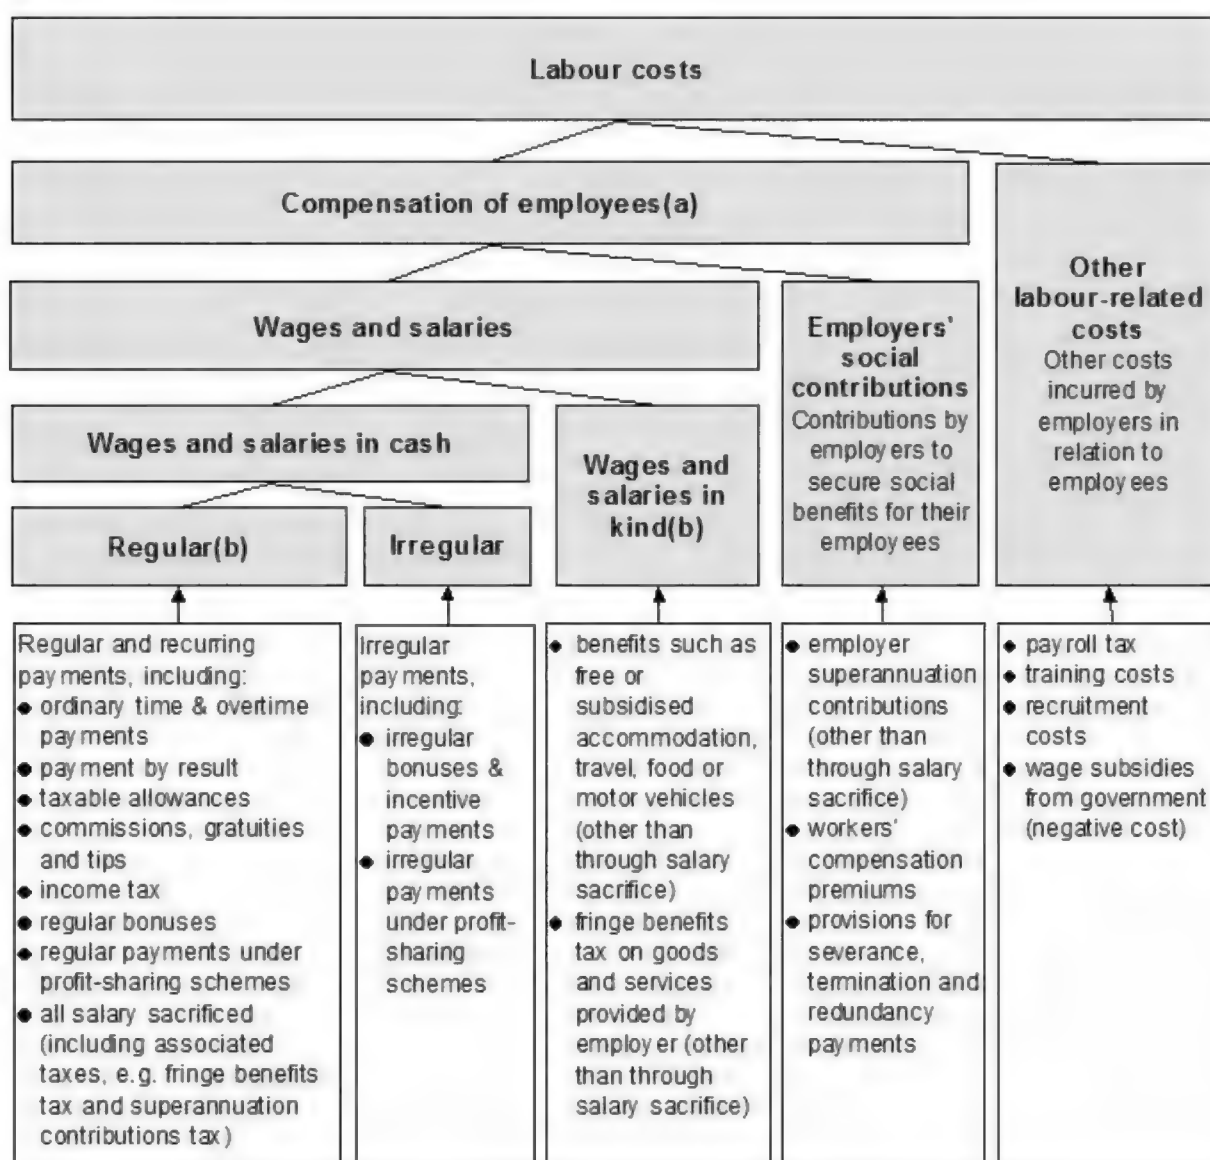 Labour costs
Compensation of employees(a)
Other
labour-related
costs
Other costs
incurred by
employers in
relation to
employees
Wages and salaries
Employers'
social
contributions
Contributions by
employers to
secure social
benefits for their
employees
Wages and salaries in cash
Wages and
salaries in
kind(b)
Regular(b)
Irregular
Regular and recurring
payments, including:
● ordinary time & overtime
payments
● payment by result
● taxable allowances
● commissions, gratuities
and tips
● income tax
● regular bonuses
● regular payments under
profit-sharing schemes
● all salary sacrificed
(including associated
taxes, e.g. fringe benefits
tax and superannuation
contributions tax)
Irregular
payments,
including:
● irregular
bonuses &
incentive
payments
● irregular
payments
under profit-
sharing
schemes
● benefits such as
free or
subsidised
accommodation,
travel, food or
motor vehicles
(other than
through salary
sacrifice)
● fringe benefits
tax on goods
and services
provided by
employer (other
than through
salary sacrifice)
● employer
superannuation
contributions
(other than
through salary
sacrifice)
● workers'
compensation
premiums
● provisions for
severance,
termination and
redundancy
payments
● payroll tax
● training costs
● recruitment
costs
● wage subsidies
from government
(negative cost)